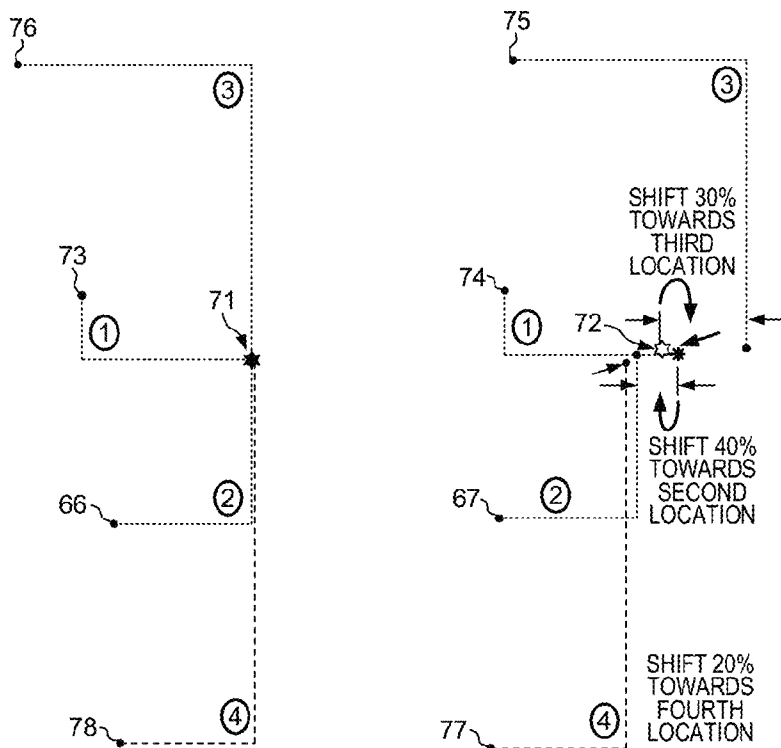 76
3
73
71
1
66
2
78
4
75
3
SHIFT 30%
TOWARDS
THIRD
LOCATION
74
72
1
SHIFT 40%
TOWARDS
SECOND
LOCATION
67
2
SHIFT 20%
TOWARDS
FOURTH
LOCATION
77
4